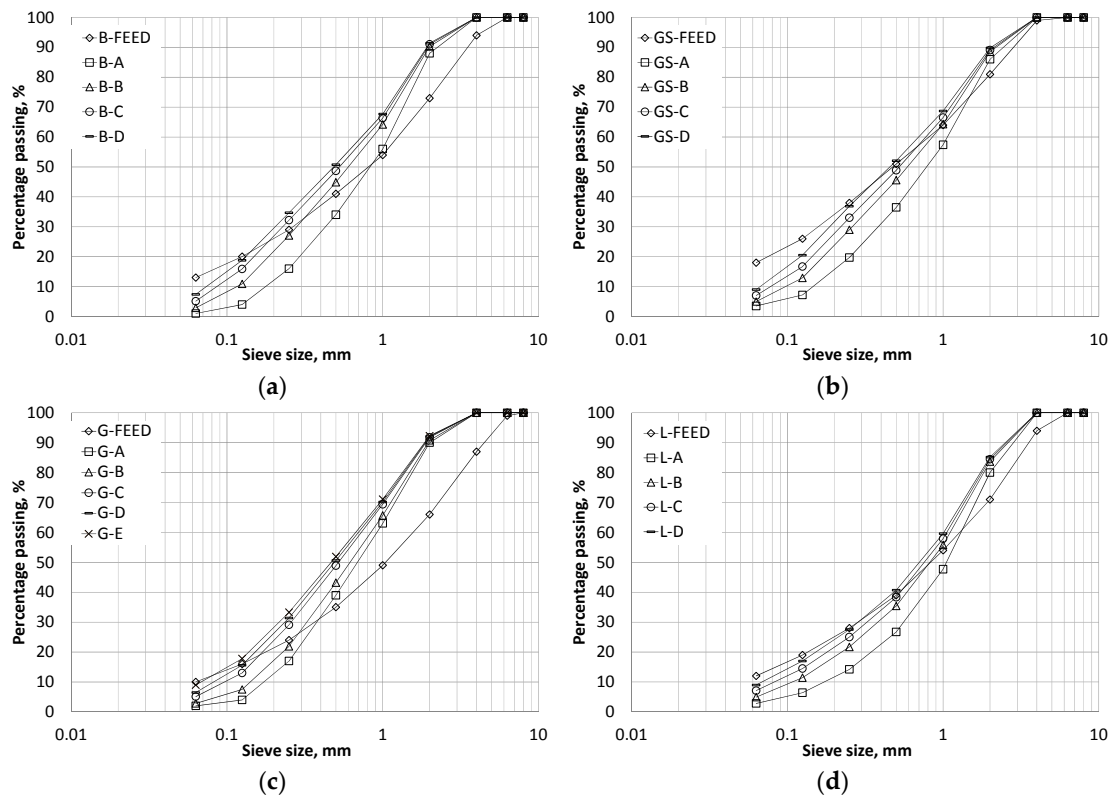 Percentage passing, %
100
90
80
70
60
50
40
30
20
10
0
B-FEED
B-A
B-B
B-C
B-D
0.01
0.1
1
10
Sieve size, mm
(a)
Percentage passing, %
100
90
80
70
60
50
40
30
20
10
0
GS-FEED
GS-A
GS-B
GS-C
GS-D
0.01
0.1
1
10
Sieve size, mm
(b)
Percentage passing, %
100
90
80
70
60
50
40
30
20
10
0
G-FEED
G-A
G-B
G-C
G-D
G-E
0.01
0.1
1
10
Sieve size, mm
(c)
Percentage passing, %
100
90
80
70
60
50
40
30
20
10
0
L-FEED
L-A
L-B
L-C
L-D
0.01
0.1
1
10
Sieve size, mm
(d)